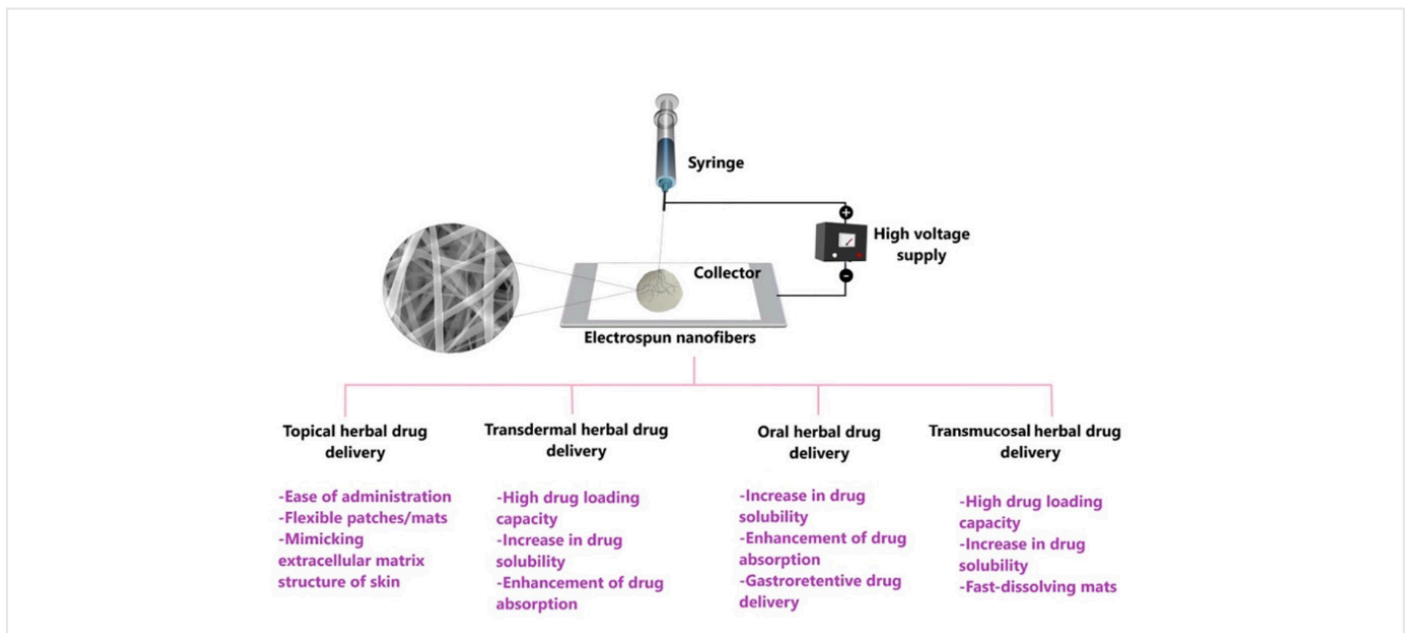 Syringe
+
High voltage
supply
-
Collector
Electrospun nanofibers
Topical herbal drug
delivery
-Ease of administration
-Flexible patches/mats
-Mimicking
extracellular matrix
structure of skin
Transdermal herbal drug
delivery
-High drug loading
capacity
-Increase in drug
solubility
-Enhancement of drug
absorption
Oral herbal drug
delivery
-Increase in drug
solubility
-Enhancement of drug
absorption
-Gastroretentive drug
delivery
Transmucosal herbal drug
delivery
-High drug loading
capacity
-Increase in drug
solubility
-Fast-dissolving mats